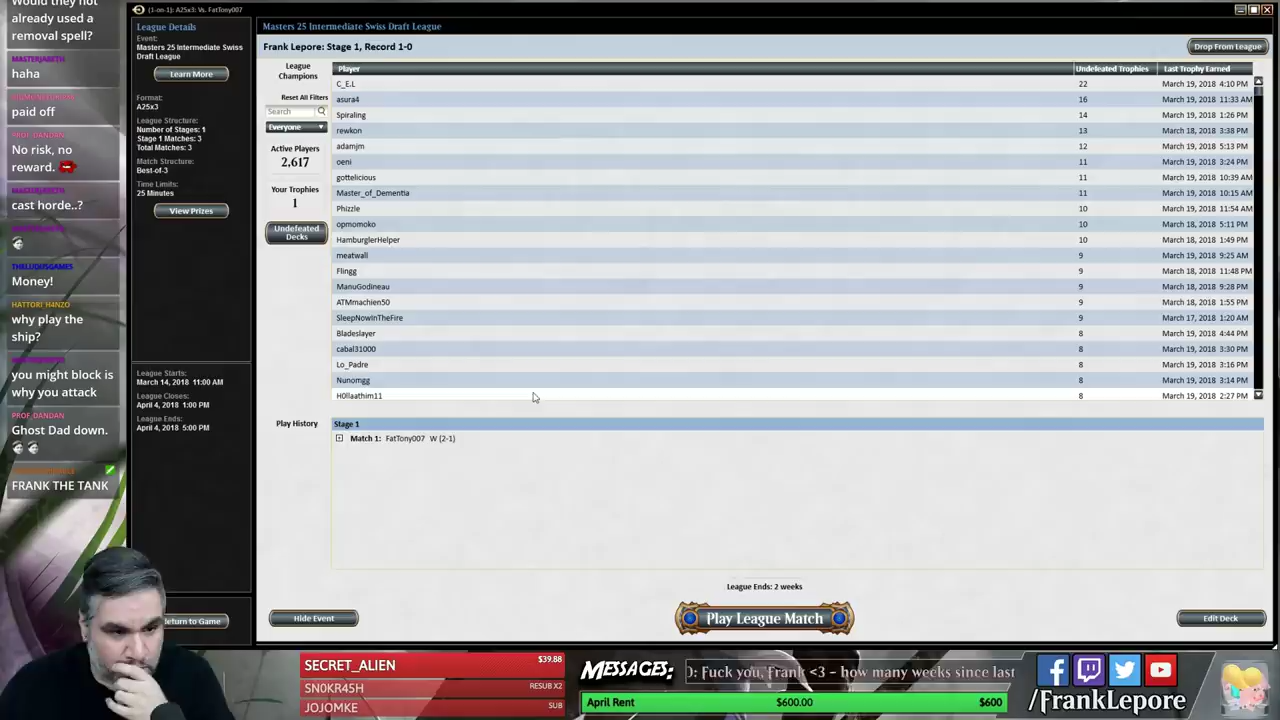 Would they not
already used a
removal spell?
haha
paid off
No risk, no
reward.
cast horde..?
THELUDUSGAMES
Money!
HATTORI H4NZO
why play the
ship?
you might block is
why you attack
PROF_DANDAN
Ghost Dad down.
FRANK THE TANK
(1-on-1): A25x3: Vs. FatTony007
League Details
Event:
Masters 25 Intermediate Swiss
Draft League
Learn More
Format:
A25x3
League Structure:
Number of Stages: 1
Stage 1 Matches: 3
Total Matches: 3
Match Structure:
Best-of-3
Time Limits:
25 Minutes
View Prizes
League Starts:
March 14, 2018 11:00 AM
League Closes:
April 4, 2018 1:00 PM
League Ends:
April 4, 2018 5:00 PM
Return to Game
Masters 25 Intermediate Swiss Draft League
Frank Lepore: Stage 1, Record 1-0
Drop From League
League
Champions
Reset All Filters
Search
Everyone
Active Players
2,617
Your Trophies
1
Undefeated
Decks
Player Undefeated Trophies Last Trophy Earned
C_E.L 22 March 19, 2018 4:10 PM
asura4 16 March 19, 2018 11:33 AM
Spiraling 14 March 19, 2018 1:26 PM
rewkon 13 March 18, 2018 3:38 PM
adamjm 12 March 19, 2018 5:13 PM
oeni 11 March 19, 2018 3:24 PM
gottelicious 11 March 19, 2018 10:39 AM
Master_of_Dementia 11 March 19, 2018 10:15 AM
Phizzle 10 March 19, 2018 11:54 AM
opmomoko 10 March 18, 2018 5:11 PM
HamburglerHelper 10 March 18, 2018 1:49 PM
meatwall 9 March 19, 2018 9:25 AM
Flingg 9 March 18, 2018 11:48 PM
ManuGodineau 9 March 18, 2018 9:28 PM
ATMmachien50 9 March 18, 2018 1:55 PM
SleepNowInTheFire 9 March 17, 2018 1:20 AM
Bladeslayer 8 March 19, 2018 4:44 PM
cabal31000 8 March 19, 2018 3:30 PM
Lo_Padre 8 March 19, 2018 3:16 PM
Nunomgg 8 March 19, 2018 3:14 PM
H0llaathim11 8 March 19, 2018 2:27 PM
Play History
Stage 1
Match 1: FatTony007 W (2-1)
League Ends: 2 weeks
Hide Event
Play League Match
Edit Deck
SECRET_ALIEN $39.88
SN0KR45H RESUB X2
JOJOMKE SUB
MESSAGES:
D: Fuck you, Frank <3 - how many weeks since last
April Rent $600.00 $600
/FrankLepore